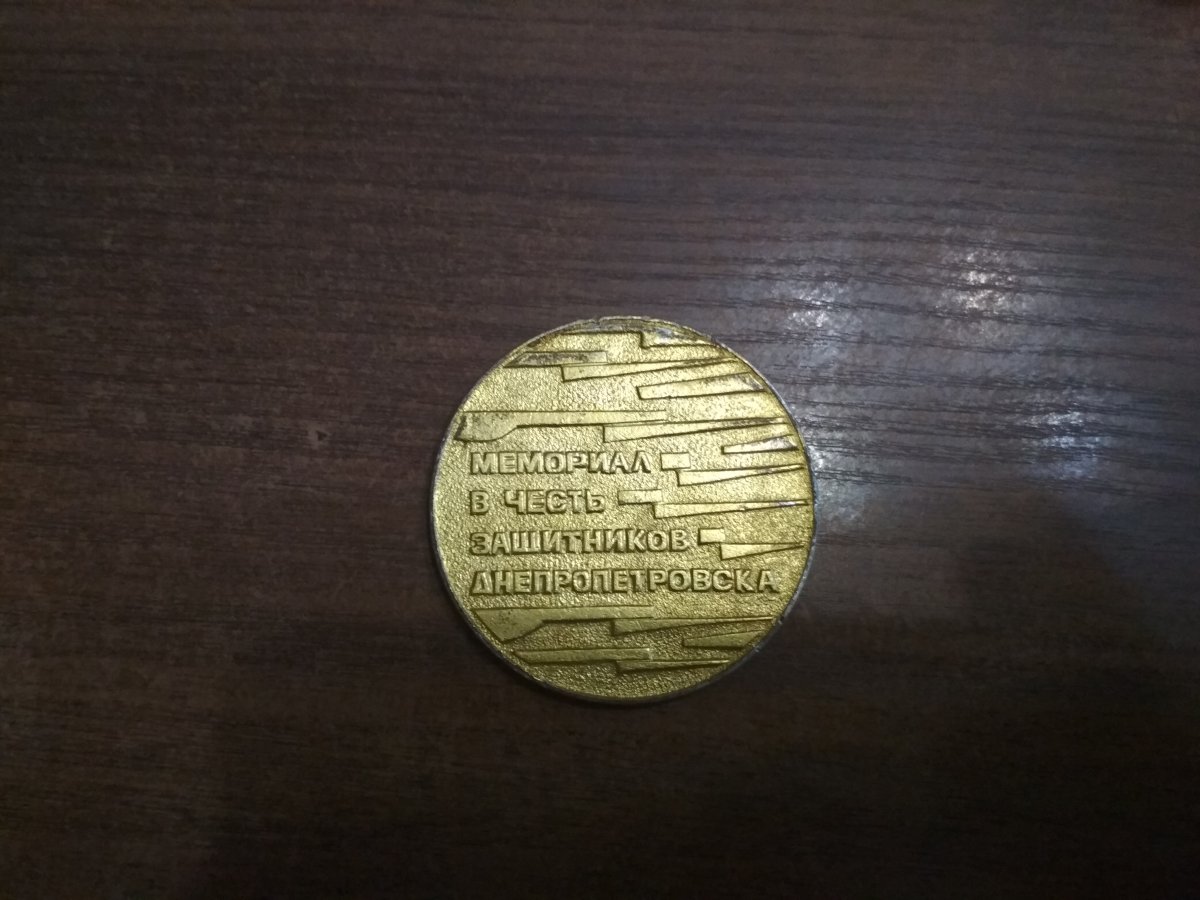 МЕМОРИАЛ
В ЧЕСТЬ
ЗАЩИТНИКОВ
ДНЕПРОПЕТРОВСКА